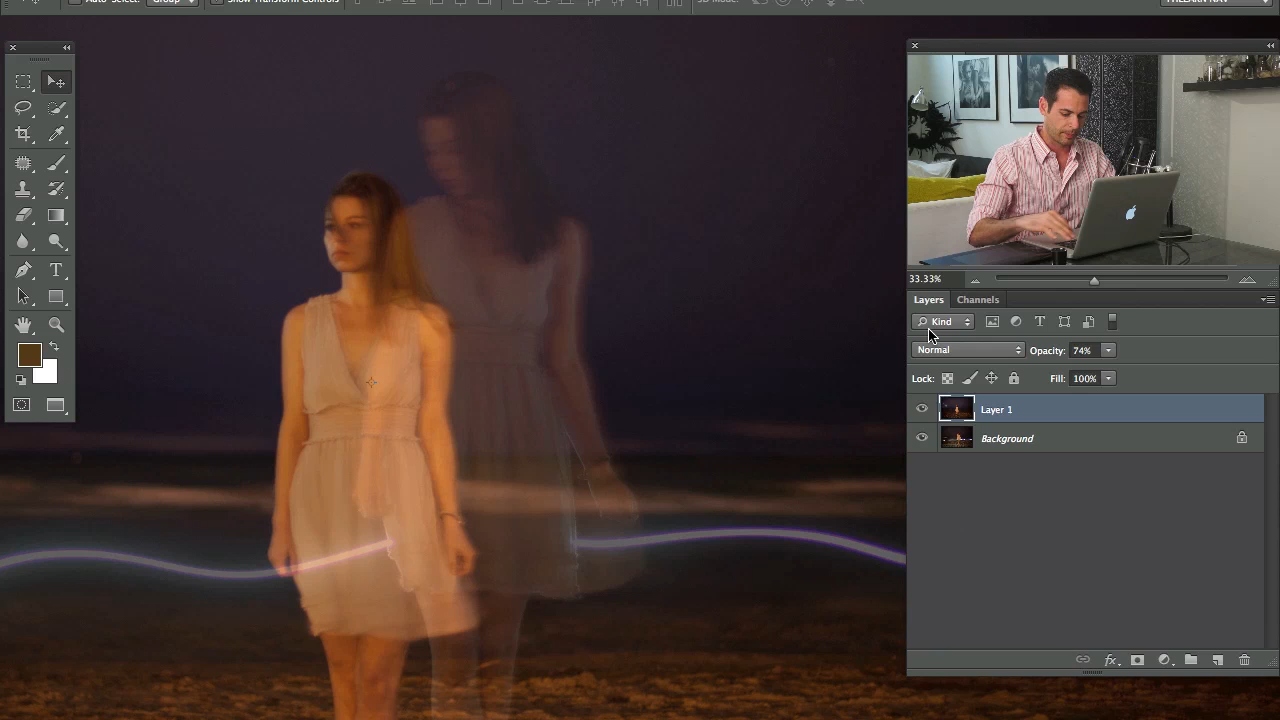 Auto-Select: Group Show Transform Controls 3D Mode:
33.33%
Layers Channels
Kind
Normal Opacity: 74%
Lock: Fill: 100%
Layer 1
Background
T
T
fx